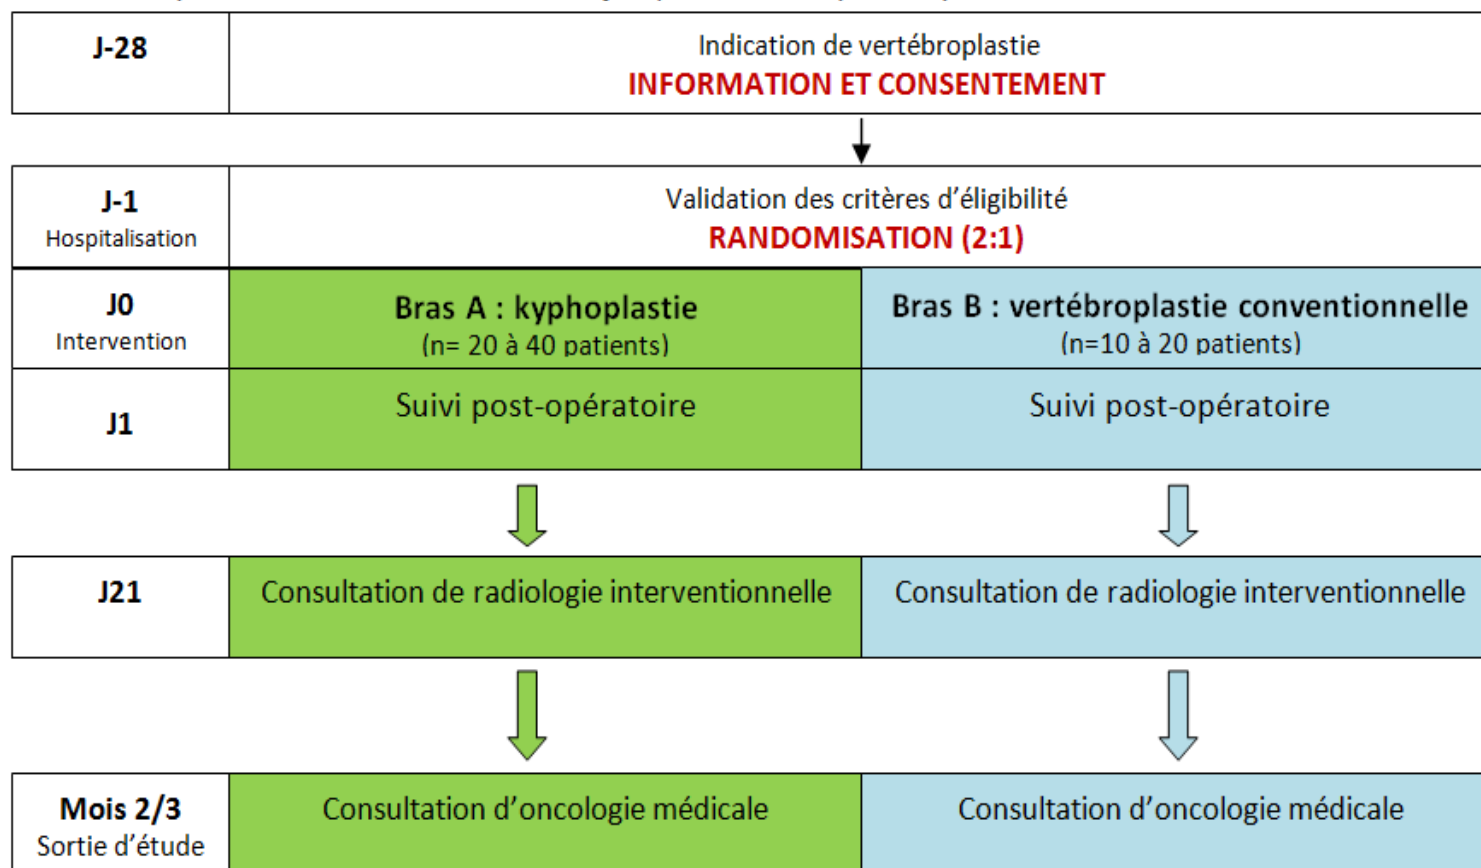 J-28
Indication de vertébroplastie
INFORMATION ET CONSENTEMENT
J-1
Hospitalisation
Validation des critères d'éligibilité
RANDOMISATION (2:1)
J0
Intervention
Bras A : kyphoplastie
(n= 20 à 40 patients)
Bras B : vertébroplastie conventionnelle
(n=10 à 20 patients)
J1
Suivi post-opératoire
Suivi post-opératoire
J21
Consultation de radiologie interventionnelle
Consultation de radiologie interventionnelle
Mois 2/3
Sortie d'étude
Consultation d'oncologie médicale
Consultation d'oncologie médicale